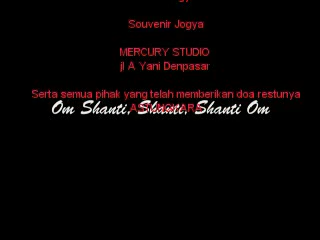 Souvenir Jogya
MERCURY STUDIO
jl A Yani Denpasar
Serta semua pihak yang telah memberikan doa restunya
Om Shanti, Shanti, Shanti Om